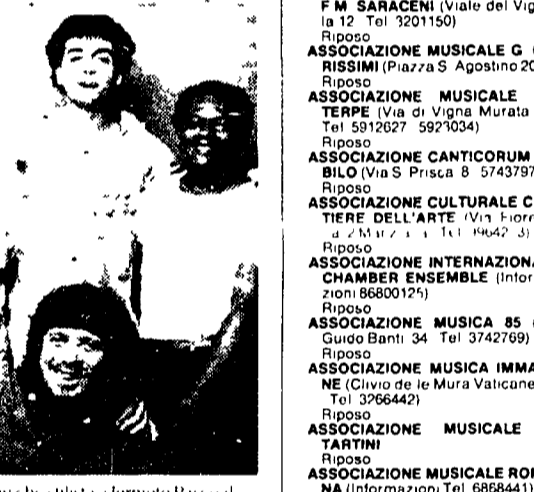 F M SARACENI (Viale del Vig
la 12 Tel 3201150)
Riposo
ASSOCIAZIONE MUSICALE G
RISSIMI (Piazza S Agostino 20
Riposo
ASSOCIAZIONE MUSICALE
TERPE (Via di Vigna Murata
Tel 5912627 5923034)
Riposo
ASSOCIAZIONE CANTICORUM
BILO (Via S Prisca 8 5743797
Riposo
ASSOCIAZIONE CULTURALE C
TIERE DELL'ARTE
Riposo
ASSOCIAZIONE INTERNAZIONA
CHAMBER ENSEMBLE (Infor
zioni 86800125)
Riposo
ASSOCIAZIONE MUSICA 85
Guido Banti 34 Tel 3742769)
Riposo
ASSOCIAZIONE MUSICA IMMA
NE (Clivio de le Mura Vaticane
Tel 3266442)
Riposo
ASSOCIAZIONE MUSICALE
TARTINI
Riposo
ASSOCIAZIONE MUSICALE RO
NA (Informazioni Tel 6868441)